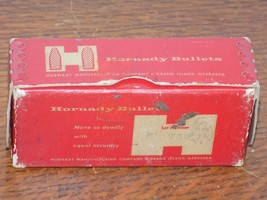 Hornady Bullets
HORNADY MANUFACTURING COMPANY • GRAND ISLAND, NEBRASKA
Hornady Bullets
More so deadly
with
equal accuracy
HORNADY MANUFACTURING COMPANY • GRAND ISLAND, NEBRASKA